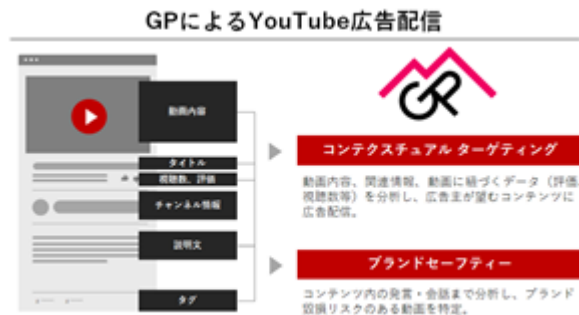 GPによるYouTube広告配信
動画内容
タイトル
視聴数、評価
チャンネル情報
説明文
タグ
GP
コンテクスチュアル ターゲティング
動画内容、関連情報、動画に紐づくデータ（評価
視聴数等）を分析し、広告主が望むコンテンツに
広告配信。
ブランドセーフティー
コンテンツ内の発言・会話まで分析し、ブランド
毀損リスクのある動画を特定。